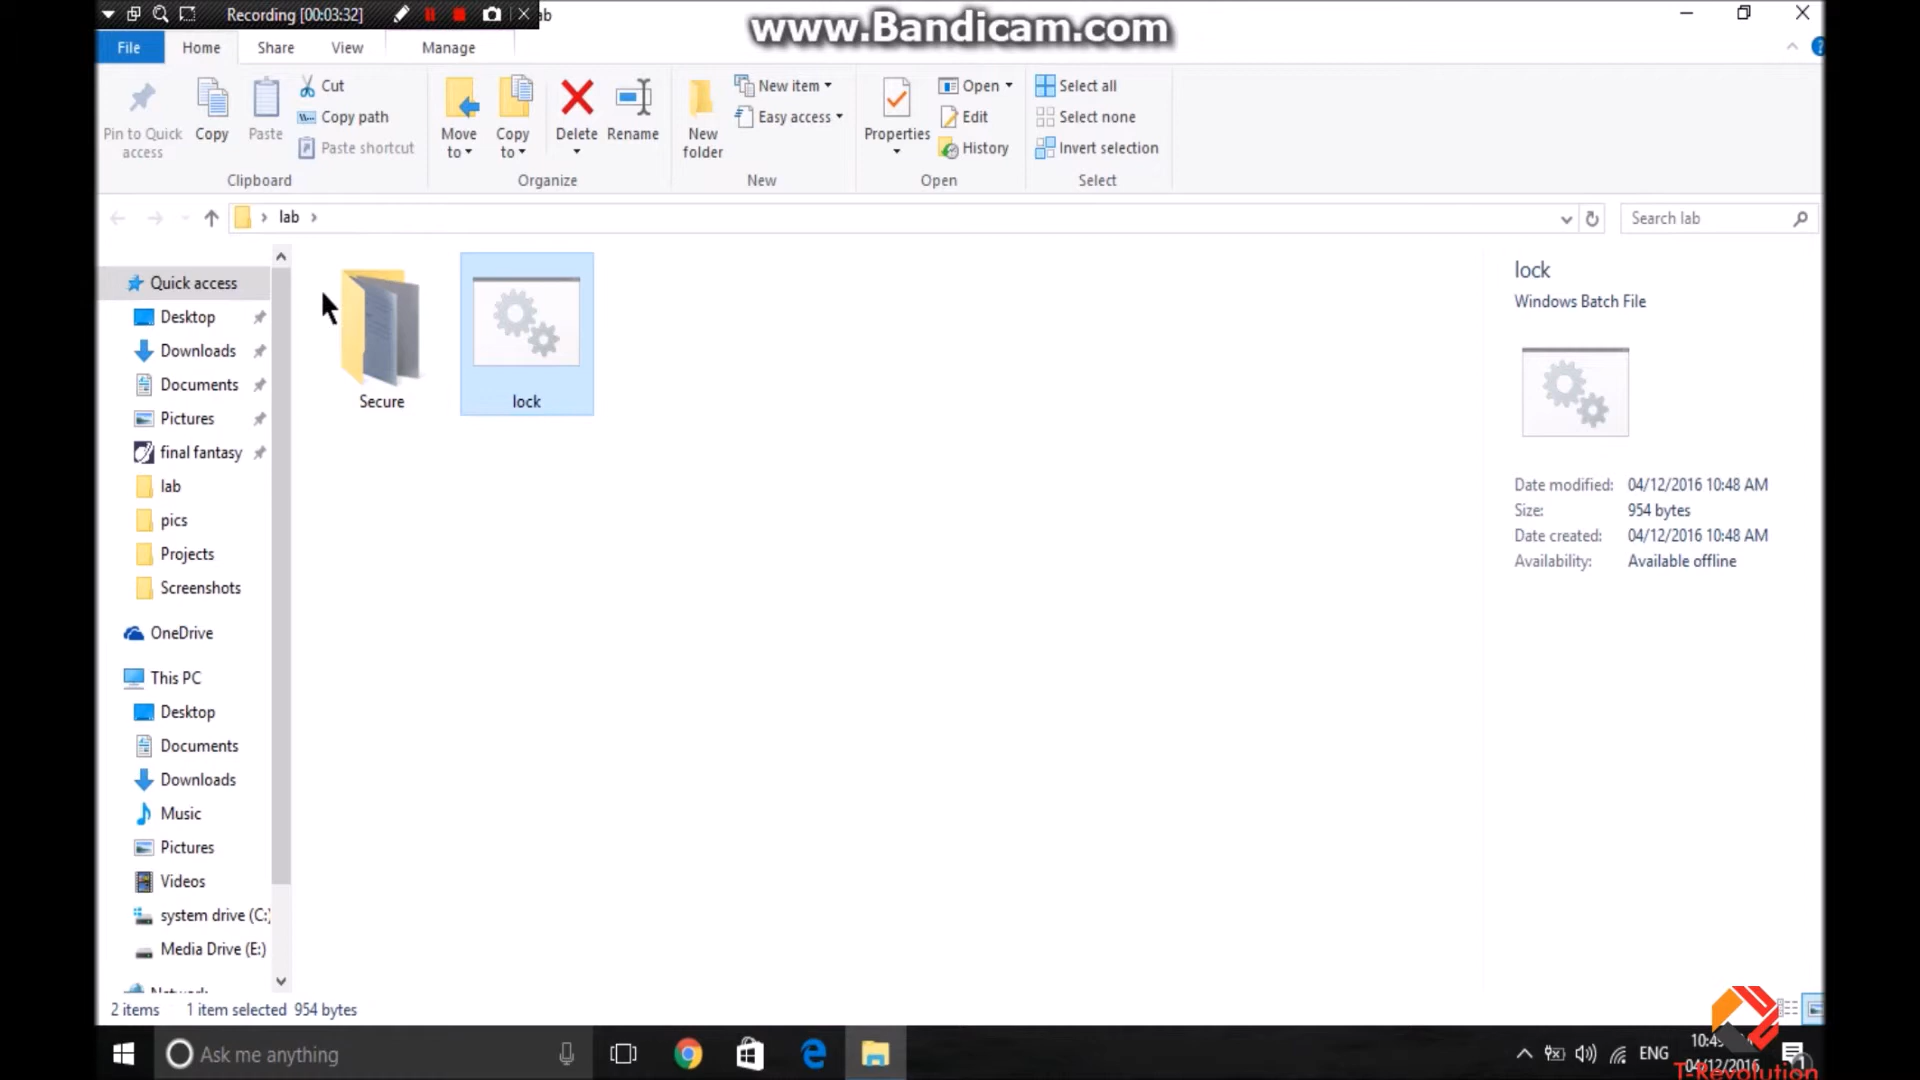 Recording [00:03:32]
ab
www.Bandicam.com
File
Home
Share
View
Manage
Pin to Quick access
Copy
Paste
Cut
Copy path
Paste shortcut
Clipboard
Move to
Copy to
Delete
Rename
Organize
New folder
New item
Easy access
New
Properties
Open
Edit
History
Open
Select all
Select none
Invert selection
Select
lab
Search lab
Quick access
Desktop
Downloads
Documents
Pictures
final fantasy
lab
pics
Projects
Screenshots
OneDrive
This PC
Desktop
Documents
Downloads
Music
Pictures
Videos
system drive (C:)
Media Drive (E:)
Secure
lock
lock
Windows Batch File
Date modified: 04/12/2016 10:48 AM
Size: 954 bytes
Date created: 04/12/2016 10:48 AM
Availability: Available offline
2 items 1 item selected 954 bytes
Ask me anything
ENG
04/12/2016
1
T-Revolution